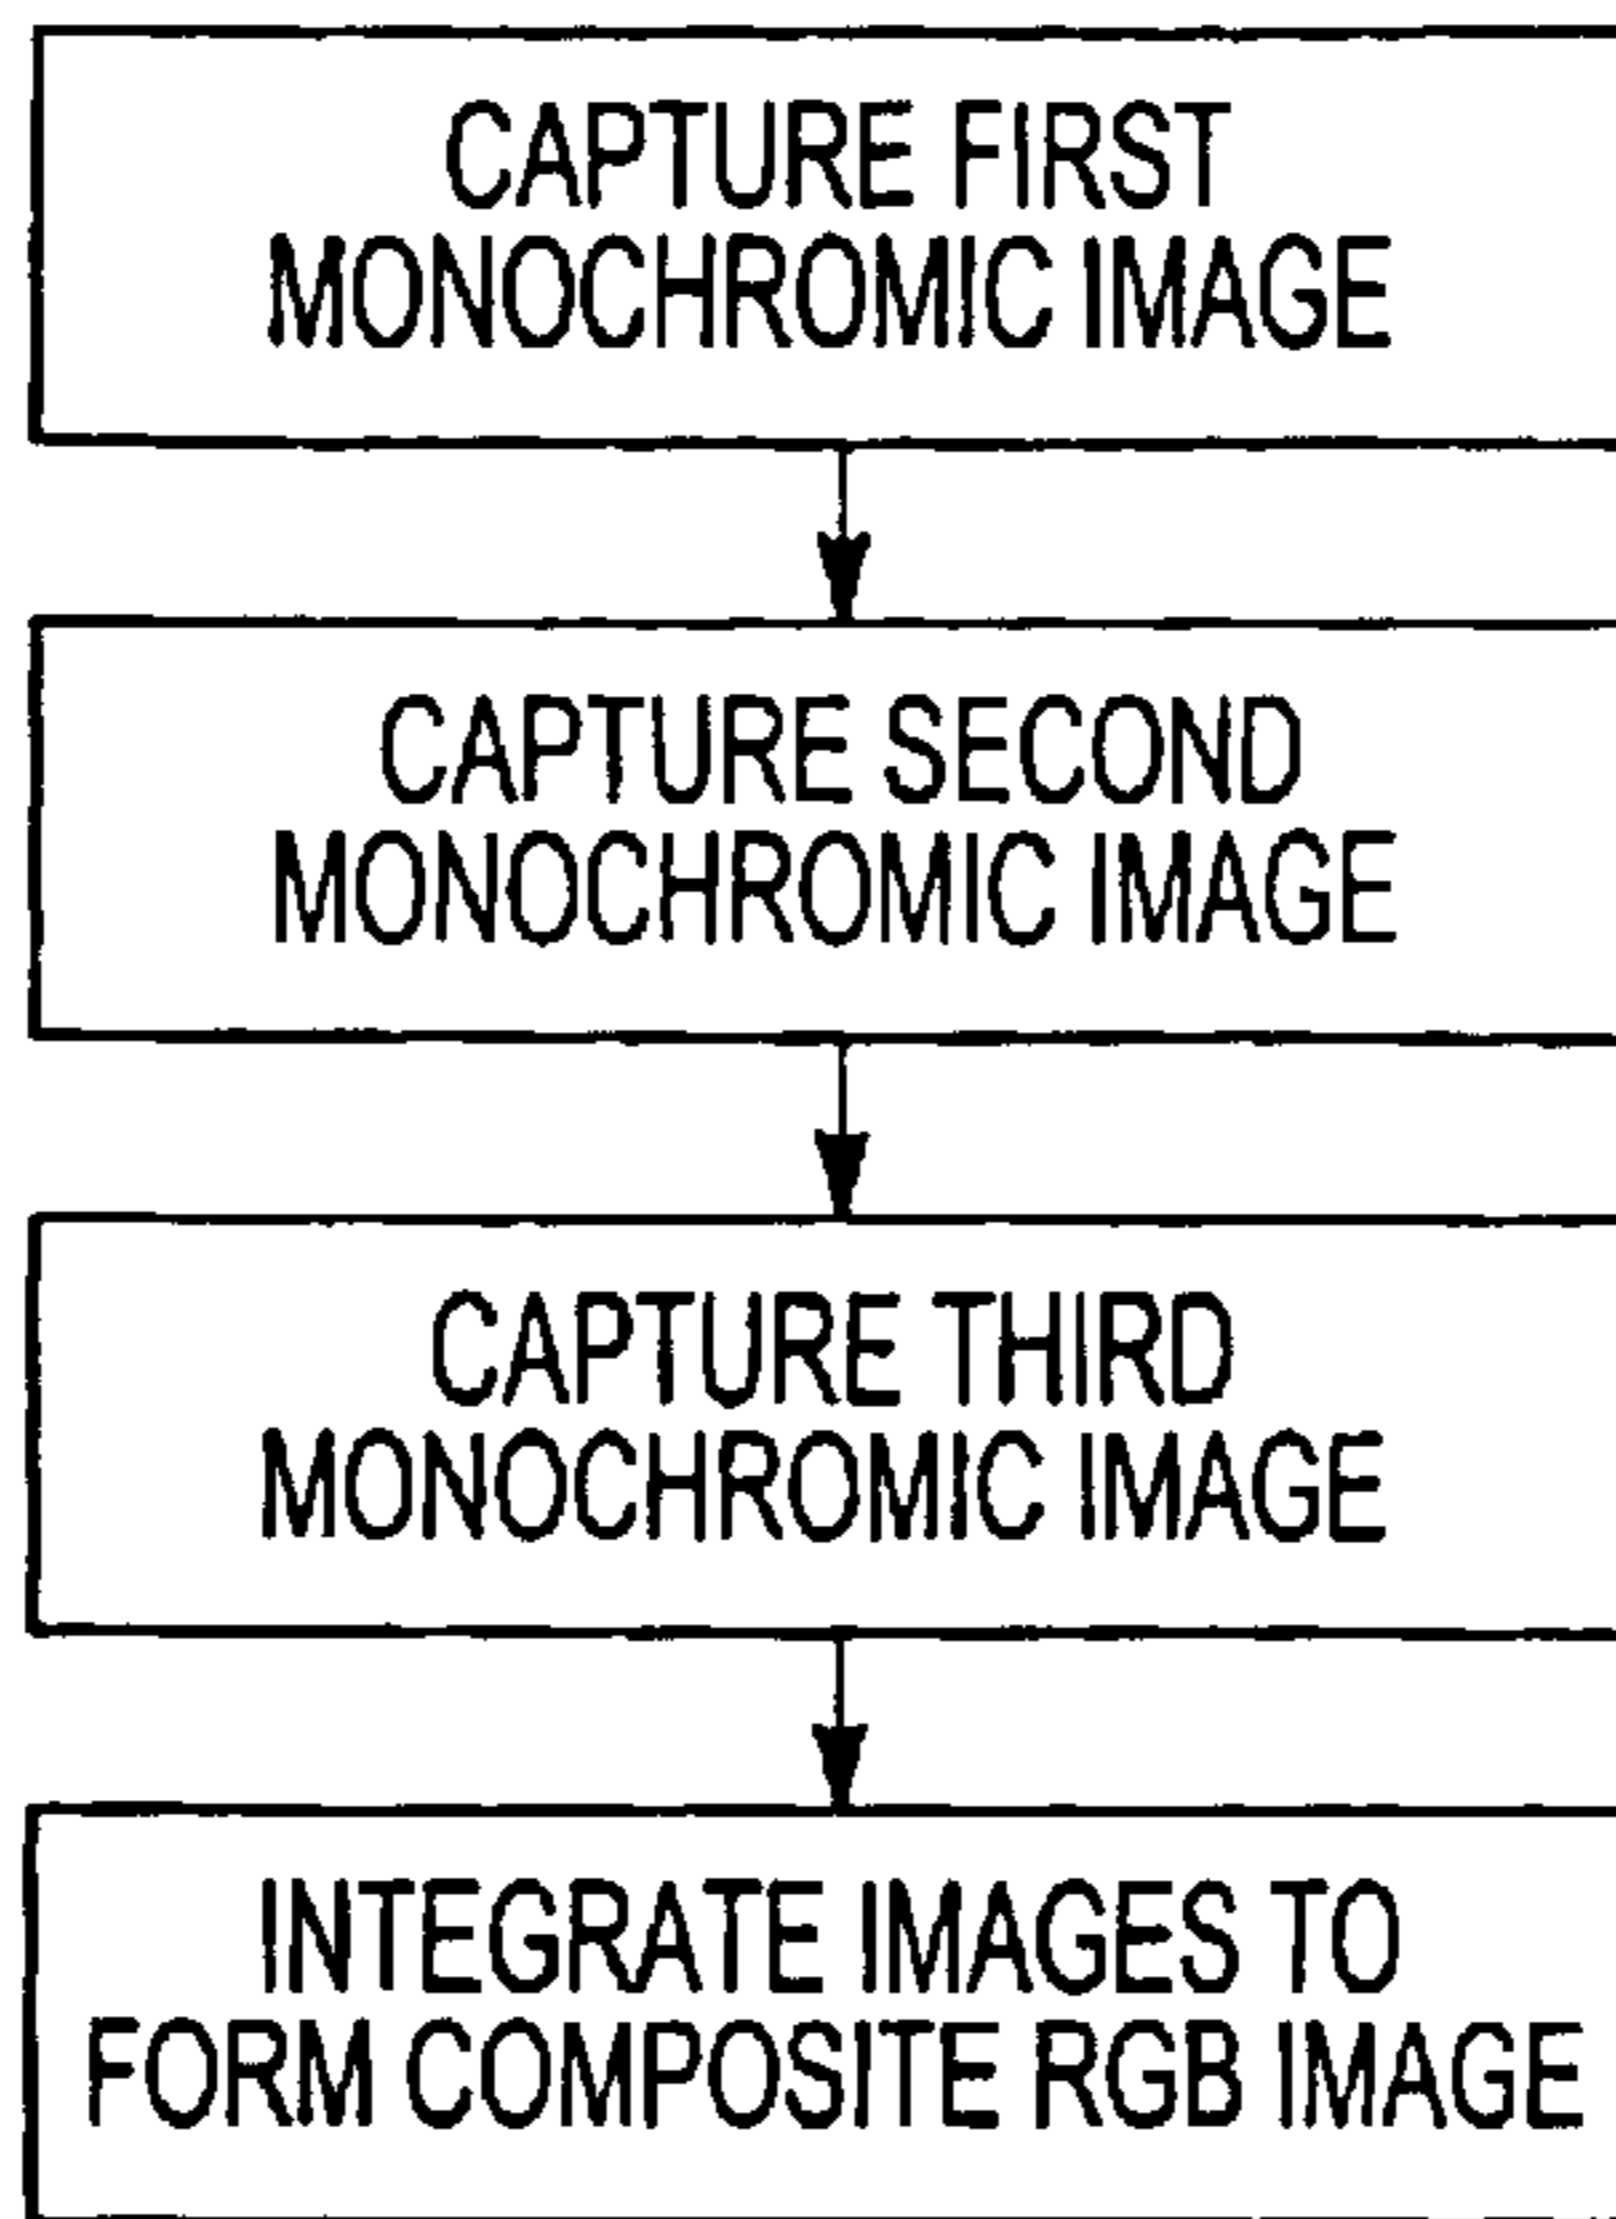 CAPTURE FIRST
MONOCHROMIC IMAGE
CAPTURE SECOND
MONOCHROMIC IMAGE
CAPTURE THIRD
MONOCHROMIC IMAGE
INTEGRATE IMAGES TO
FORM COMPOSITE RGB IMAGE